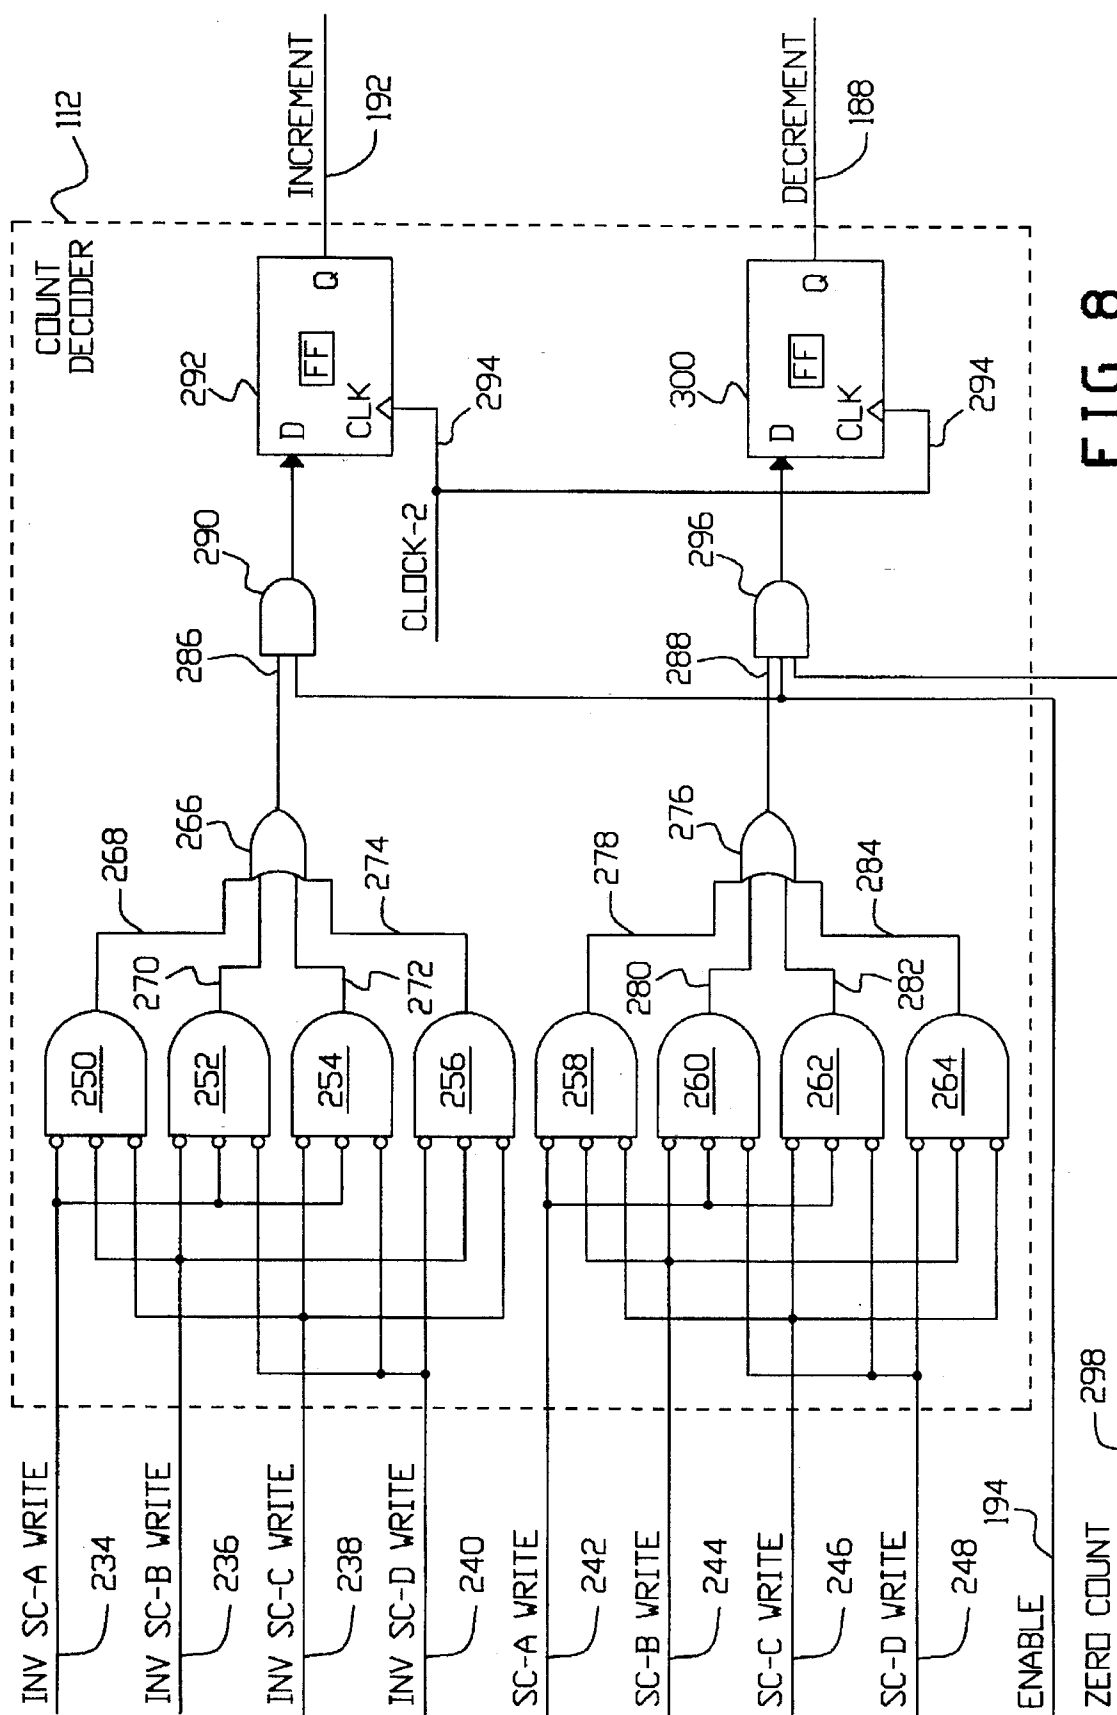 COUNT
DECODER
112
INV SC-A WRITE
234
INV SC-B WRITE
236
INV SC-C WRITE
238
INV SC-D WRITE
240
SC-A WRITE
242
SC-B WRITE
244
SC-C WRITE
246
SC-D WRITE
248
ENABLE
194
ZERO COUNT
298
250
252
254
256
258
260
262
264
268
270
272
274
266
278
280
282
284
276
286
290
288
296
CLOCK-2
292
D
FF
Q
CLK
294
INCREMENT
192
300
D
FF
Q
CLK
294
DECREMENT
188
FIG 8